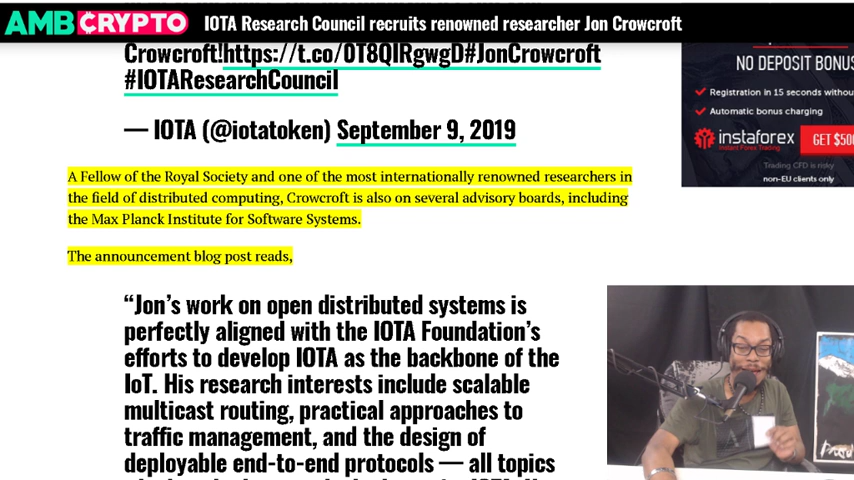 AMBCRYPTO IOTA Research Council recruits renowned researcher Jon Crowcroft
Crowcroft!https://t.co/OT8QIRgwgD#JonCrowcroft
#IOTAResearchCouncil
— IOTA (@iotatoken) September 9, 2019
A Fellow of the Royal Society and one of the most internationally renowned researchers in
the field of distributed computing, Crowcroft is also on several advisory boards, including
the Max Planck Institute for Software Systems.
The announcement blog post reads,
“Jon’s work on open distributed systems is
perfectly aligned with the IOTA Foundation’s
efforts to develop IOTA as the backbone of the
IoT. His research interests include scalable
multicast routing, practical approaches to
traffic management, and the design of
deployable end-to-end protocols — all topics
NO DEPOSIT BONUS
Registration in 15 seconds
Automatic bonus charging
instaforex
Instant Forex Trading
GET $500
Trading CFD is risky
non-EU clients only